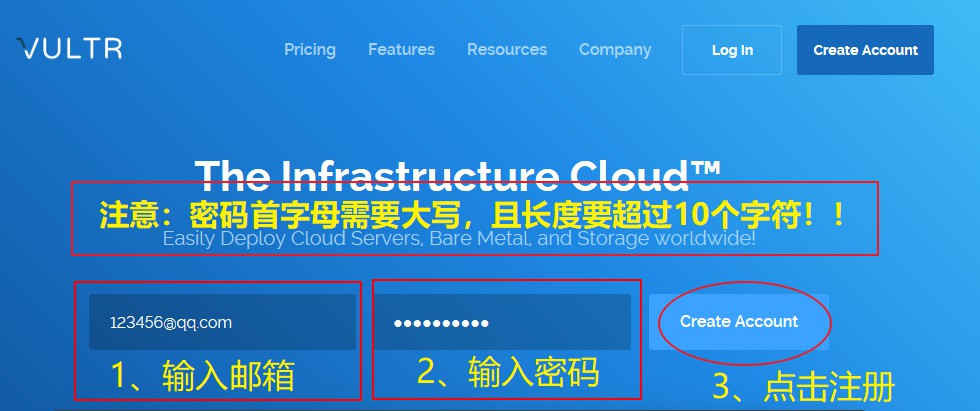 VULTR
Pricing Features Resources Company Log In Create Account
The Infrastructure Cloud™
注意：密码首字母需要大写，且长度要超过10个字符！！
Easily Deploy Cloud Servers, Bare Metal, and Storage worldwide!
123456@qq.com ●●●●●●●●●● Create Account
1、输入邮箱 2、输入密码 3、点击注册